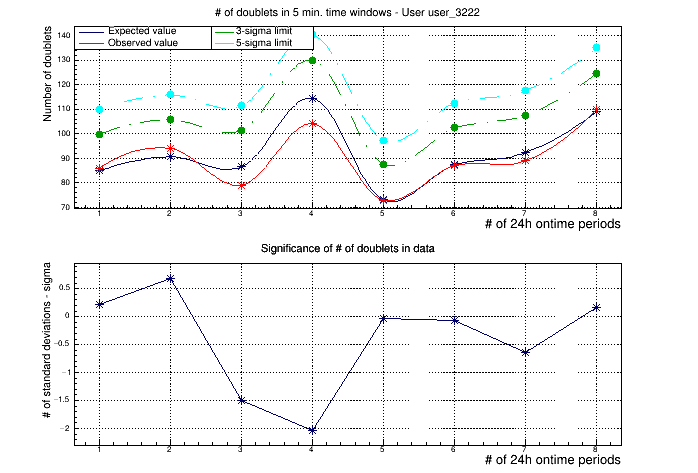 # of doublets in 5 min. time windows - User user_3222
Number of doublets
Expected value
3-sigma limit
Observed value
5-sigma limit
140
130
120
110
100
90
80
70
1 2 3 4 5 6 7 8
# of 24h ontime periods
Significance of # of doublets in data
# of standard deviations - sigma
0.5
0
−0.5
−1
−1.5
−2
1 2 3 4 5 6 7 8
# of 24h ontime periods